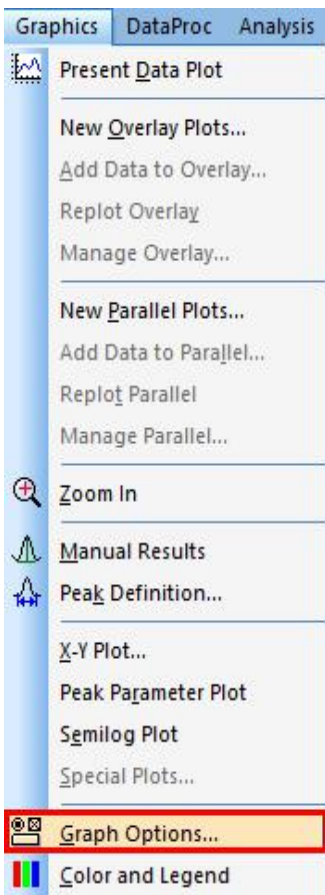 Graphics DataProc Analysis
Present Data Plot
New Overlay Plots...
Add Data to Overlay...
Replot Overlay
Manage Overlay...
New Parallel Plots...
Add Data to Parallel...
Replot Parallel
Manage Parallel...
Zoom In
Manual Results
Peak Definition...
X-Y Plot...
Peak Parameter Plot
Semilog Plot
Special Plots...
Graph Options...
Color and Legend